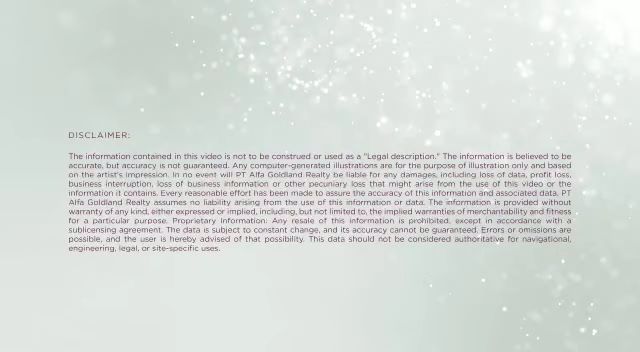 DISCLAIMER:
The information contained in this video is not to be construed or used as a "Legal description." The information is believed to be
accurate, but accuracy is not guaranteed. Any computer-generated illustrations are for the purpose of illustration only and based
on the artist's impression. In no event will PT Alfa Goldland Realty be liable for any damages, including loss of data, profit loss,
business interruption, loss of business information or other pecuniary loss that might arise from the use of this video or the
information it contains. Every reasonable effort has been made to assure the accuracy of this information and associated data. PT
Alfa Goldland Realty assumes no liability arising from the use of this information or data. The information is provided without
warranty of any kind, either expressed or implied, including, but not limited to, the implied warranties of merchantability and fitness
for a particular purpose. Proprietary Information: Any resale of this information is prohibited, except in accordance with a
sublicensing agreement. The data is subject to constant change, and its accuracy cannot be guaranteed. Errors or omissions are
possible, and the user is hereby advised of that possibility. This data should not be considered authoritative for navigational,
engineering, legal, or site-specific uses.